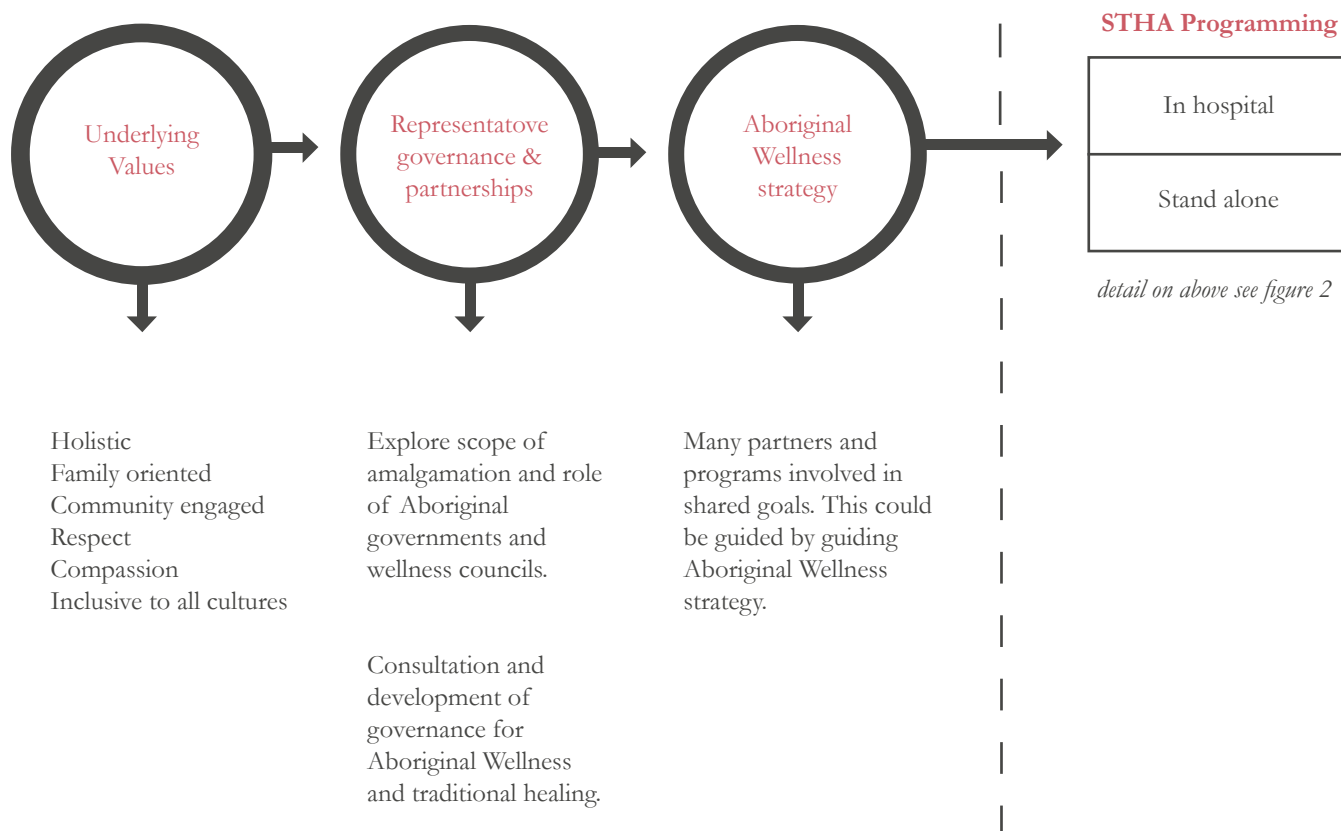 Underlying
Values
Representatove
governance &
partnerships
Aboriginal
Wellness
strategy
STHA Programming
In hospital
Stand alone
detail on above see figure 2
Holistic
Family oriented
Community engaged
Respect
Compassion
Inclusive to all cultures
Explore scope of
amalgamation and role
of Aboriginal
governments and
wellness councils.
Consultation and
development of
governance for
Aboriginal Wellness
and traditional healing.
Many partners and
programs involved in
shared goals. This could
be guided by guiding
Aboriginal Wellness
strategy.